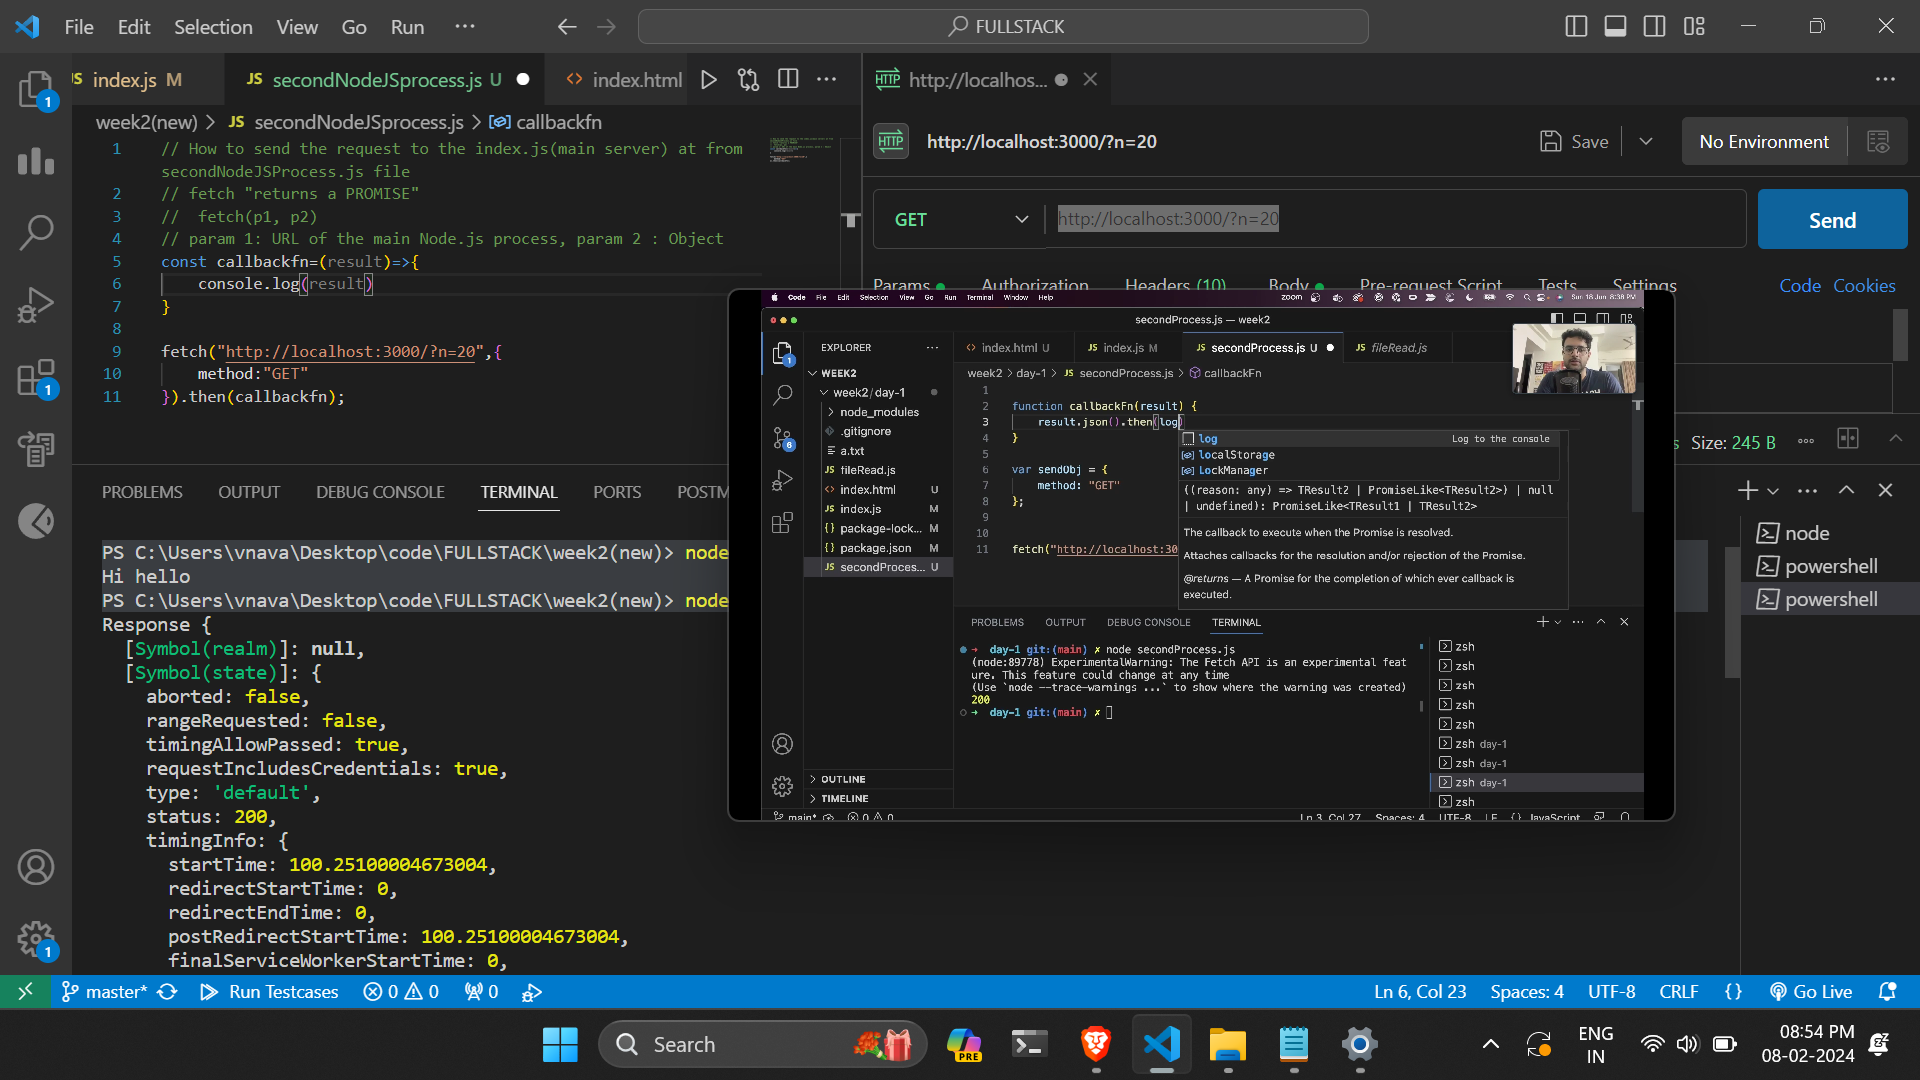 File Edit Selection View Go Run ···
FULLSTACK
JS index.js M
JS secondNodeJSprocess.js U
<> index.html
week2(new) > JS secondNodeJSprocess.js > callbackfn
1 // How to send the request to the index.js(main server) at from
secondNodeJSProcess.js file
2 // fetch "returns a PROMISE"
3 //  fetch(p1, p2)
4 // param 1: URL of the main Node.js process, param 2 : Object
5 const callbackfn=(result)=>{
6     console.log(result)
7 }
8
9 fetch("http://localhost:3000/?n=20",{
10     method:"GET"
11 }).then(callbackfn);
PROBLEMS OUTPUT DEBUG CONSOLE TERMINAL PORTS POSTM
PS C:\Users\vnava\Desktop\code\FULLSTACK\week2(new)> node
Hi hello
PS C:\Users\vnava\Desktop\code\FULLSTACK\week2(new)> node
Response {
[Symbol(realm)]: null,
[Symbol(state)]: {
aborted: false,
rangeRequested: false,
timingAllowPassed: true,
requestIncludesCredentials: true,
type: 'default',
status: 200,
timingInfo: {
startTime: 100.25100004673004,
redirectStartTime: 0,
redirectEndTime: 0,
postRedirectStartTime: 100.25100004673004,
finalServiceWorkerStartTime: 0,
HTTP http://localhos...
HTTP http://localhost:3000/?n=20
Save
No Environment
GET http://localhost:3000/?n=20
Send
Params Authorization Headers (10) Body Pre-request Script Tests Settings
Code Cookies
Size: 245 B
node
powershell
powershell
Code File Edit Selection View Go Run Terminal Window Help
zoom
Sun 18 Jun 8:38 PM
secondProcess.js — week2
EXPLORER
WEEK2
week2/day-1
node_modules
.gitignore
a.txt
JS fileRead.js
<> index.html U
JS index.js M
{} package-lock... M
{} package.json M
JS secondProces... U
OUTLINE
TIMELINE
<> index.html U
JS index.js M
JS secondProcess.js U
JS fileRead.js
week2 > day-1 > JS secondProcess.js > callbackFn
1
2 function callbackFn(result) {
3     result.json().then(log)
4 }
5
6 var sendObj = {
7     method: "GET"
8 };
9
10
11 fetch("http://localhost:30
log Log to the console
localStorage
LockManager
((reason: any) => TResult2 | PromiseLike<TResult2>) | null
| undefined): PromiseLike<TResult1 | TResult2>
The callback to execute when the Promise is resolved.
Attaches callbacks for the resolution and/or rejection of the Promise.
@returns — A Promise for the completion of which ever callback is
executed.
PROBLEMS OUTPUT DEBUG CONSOLE TERMINAL
→ day-1 git:(main) ✗ node secondProcess.js
(node:89778) ExperimentalWarning: The Fetch API is an experimental feat
ure. This feature could change at any time
(Use `node --trace-warnings ...` to show where the warning was created)
200
→ day-1 git:(main) ✗
zsh
zsh
zsh
zsh
zsh
zsh day-1
zsh day-1
zsh day-1
zsh
main* 0 0
Ln 3, Col 27 Spaces: 4 UTF-8 LF {} JavaScript
master* Run Testcases 0 0 0
Ln 6, Col 23 Spaces: 4 UTF-8 CRLF {} Go Live
Search
PRE
ENG
IN
08:54 PM
08-02-2024